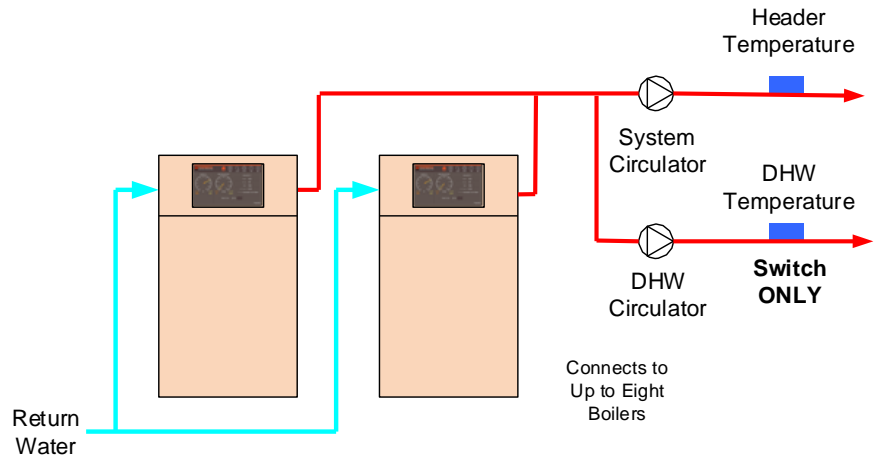 Header
Temperature
System
Circulator
DHW
Temperature
Switch
ONLY
DHW
Circulator
Connects to
Up to Eight
Boilers
Return
Water